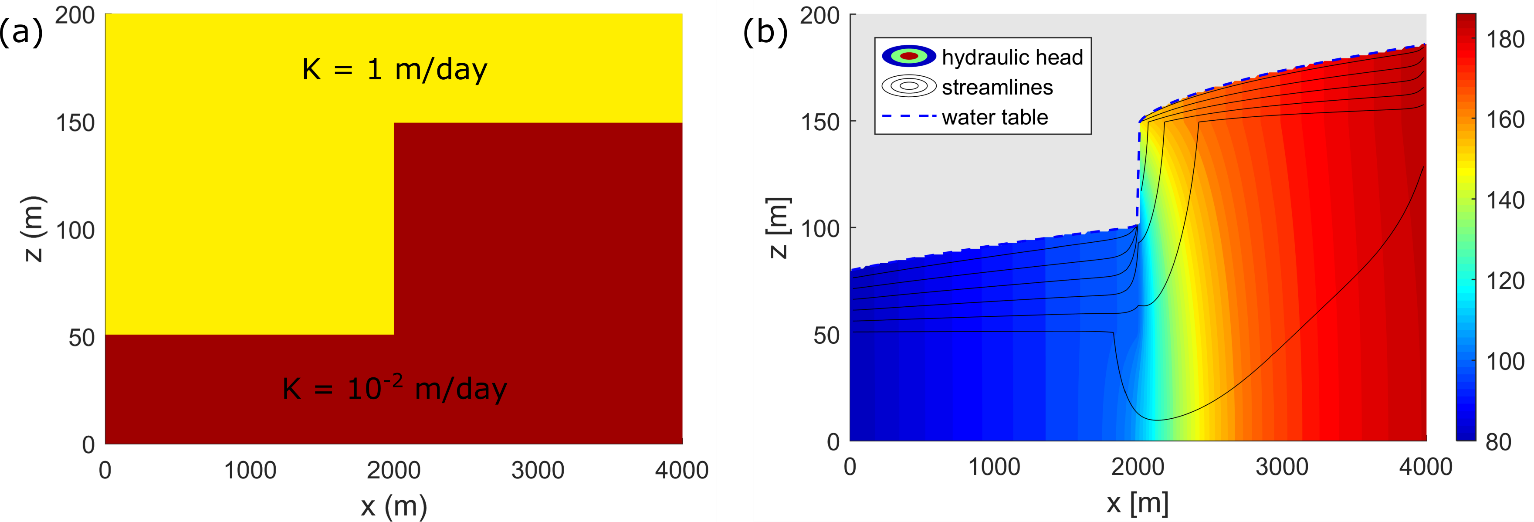 (a)
200
150
100
50
0
z (m)
K = 1 m/day
K = 10⁻² m/day
0
1000
2000
3000
4000
x (m)
(b)
200
150
100
50
0
z [m]
hydraulic head
streamlines
water table
0
1000
2000
3000
4000
x [m]
180
160
140
120
100
80